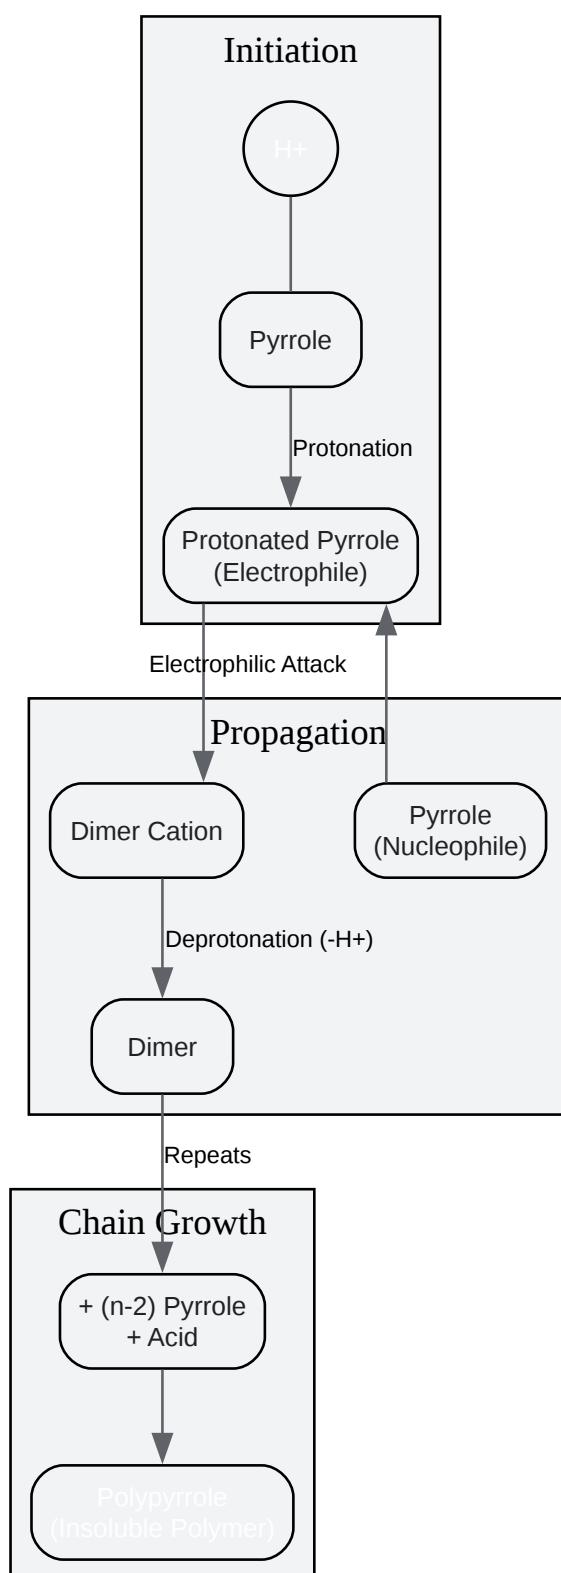 Initiation
H+
Pyrrole
Protonation
Protonated Pyrrole
(Electrophile)
Electrophilic Attack
Propagation
Dimer Cation
Pyrrole
(Nucleophile)
Deprotonation (-H+)
Dimer
Repeats
Chain Growth
+ (n-2) Pyrrole
+ Acid
Polypyrrole
(Insoluble Polymer)